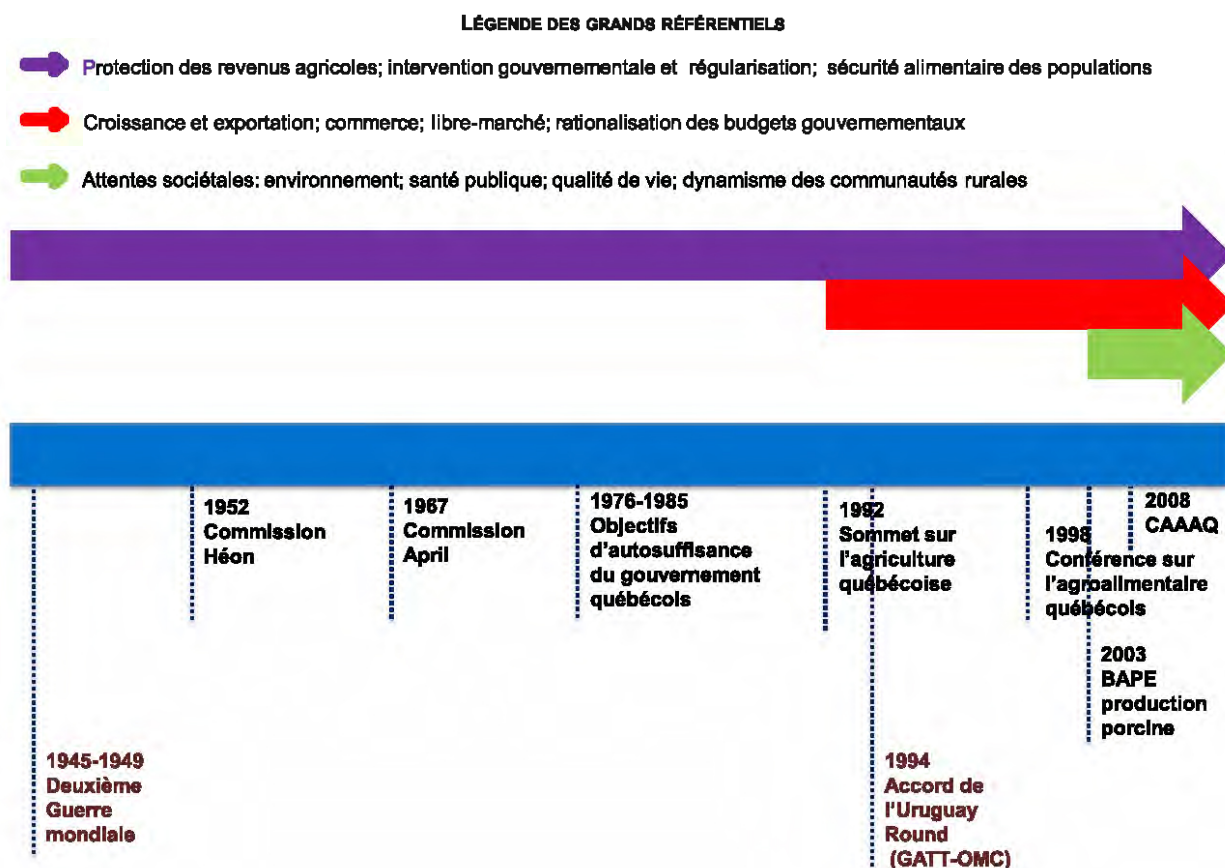 LÉGENDE DES GRANDS RÉFÉRENTIELS
Protection des revenus agricoles; intervention gouvernementale et régularisation; sécurité alimentaire des populations
Croissance et exportation; commerce; libre-marché; rationalisation des budgets gouvernementaux
Attentes sociétales: environnement; santé publique; qualité de vie; dynamisme des communautés rurales
1952
Commission
Héon
1967
Commission
April
1976-1985
Objectifs
d'autosuffisance
du gouvernement
québécois
1992
Sommet sur
l'agriculture
québécoise
1998
Conférence sur
l'agroalimentaire
québécois
2008
CAAAQ
2003
BAPE
production
porcine
1945-1949
Deuxième
Guerre
mondiale
1994
Accord de
l'Uruguay
Round
(GATT-OMC)